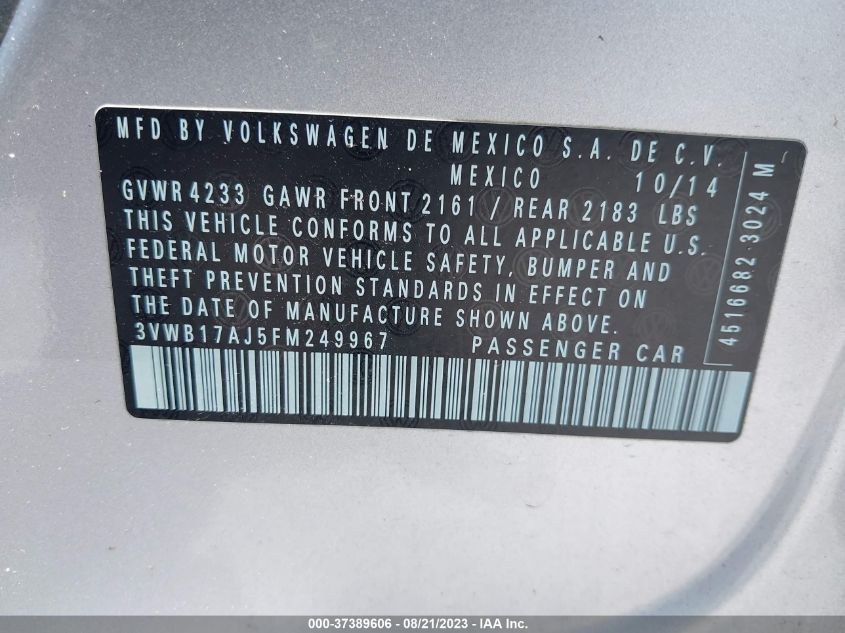 MFD BY VOLKSWAGEN DE MEXICO S.A. DE C.V.
MEXICO 10/14
GVWR 4233 GAWR FRONT 2161 / REAR 2183 LBS
THIS VEHICLE CONFORMS TO ALL APPLICABLE U.S.
FEDERAL MOTOR VEHICLE SAFETY, BUMPER AND
THEFT PREVENTION STANDARDS IN EFFECT ON
THE DATE OF MANUFACTURE SHOWN ABOVE.
3VWB17AJ5FM249967 PASSENGER CAR
4516682 3024 M
000-37389606 / 08/21/2023 - IAA Inc.